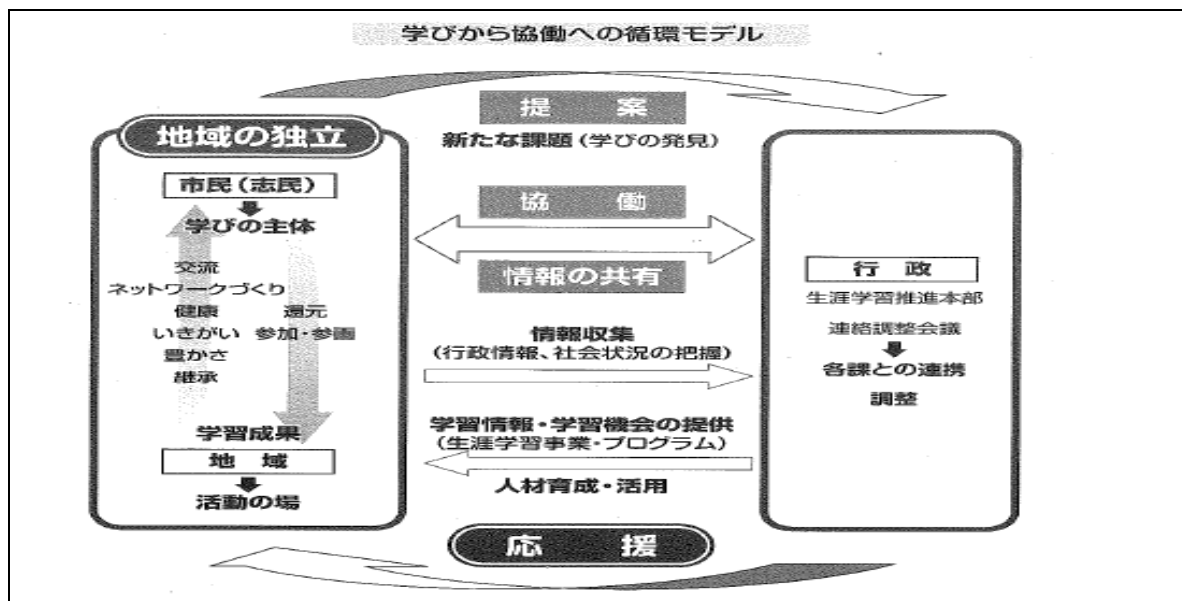 学びから協働への循環モデル
提 案
新たな課題(学びの発見)
地域の独立
市民(志民)
学びの主体
交流
ネットワークづくり
健康 還元
いきがい 参加・参画
豊かさ
継承
学習成果
地 域
活動の場
協 働
情報の共有
情報収集
(行政情報、社会状況の把握)
学習情報・学習機会の提供
(生涯学習事業・プログラム)
人材育成・活用
行 政
生涯学習推進本部
連絡調整会議
各課との連携
調整
応 援